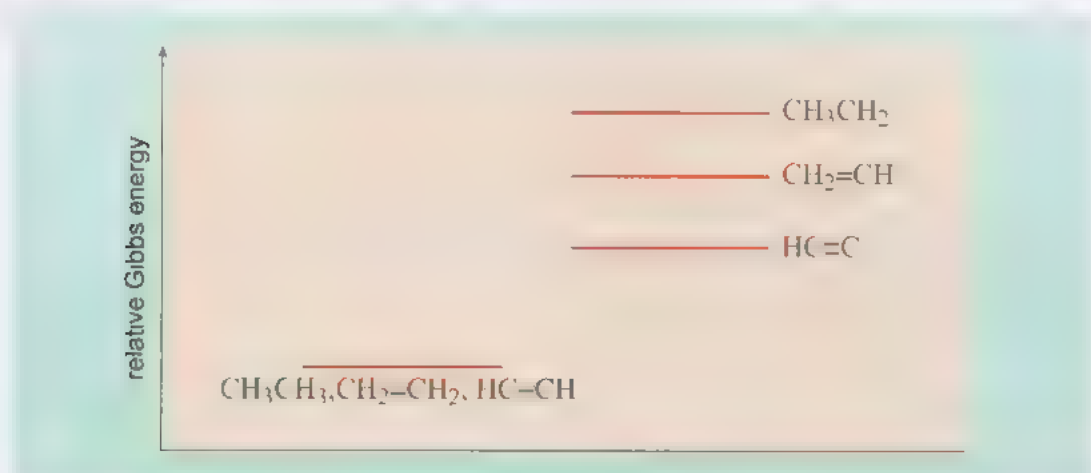 relative Gibbs energy
CH₃CH₂
CH₂=CH
HC=C
CH₃CH₃,CH₂–CH₂, HC–CH